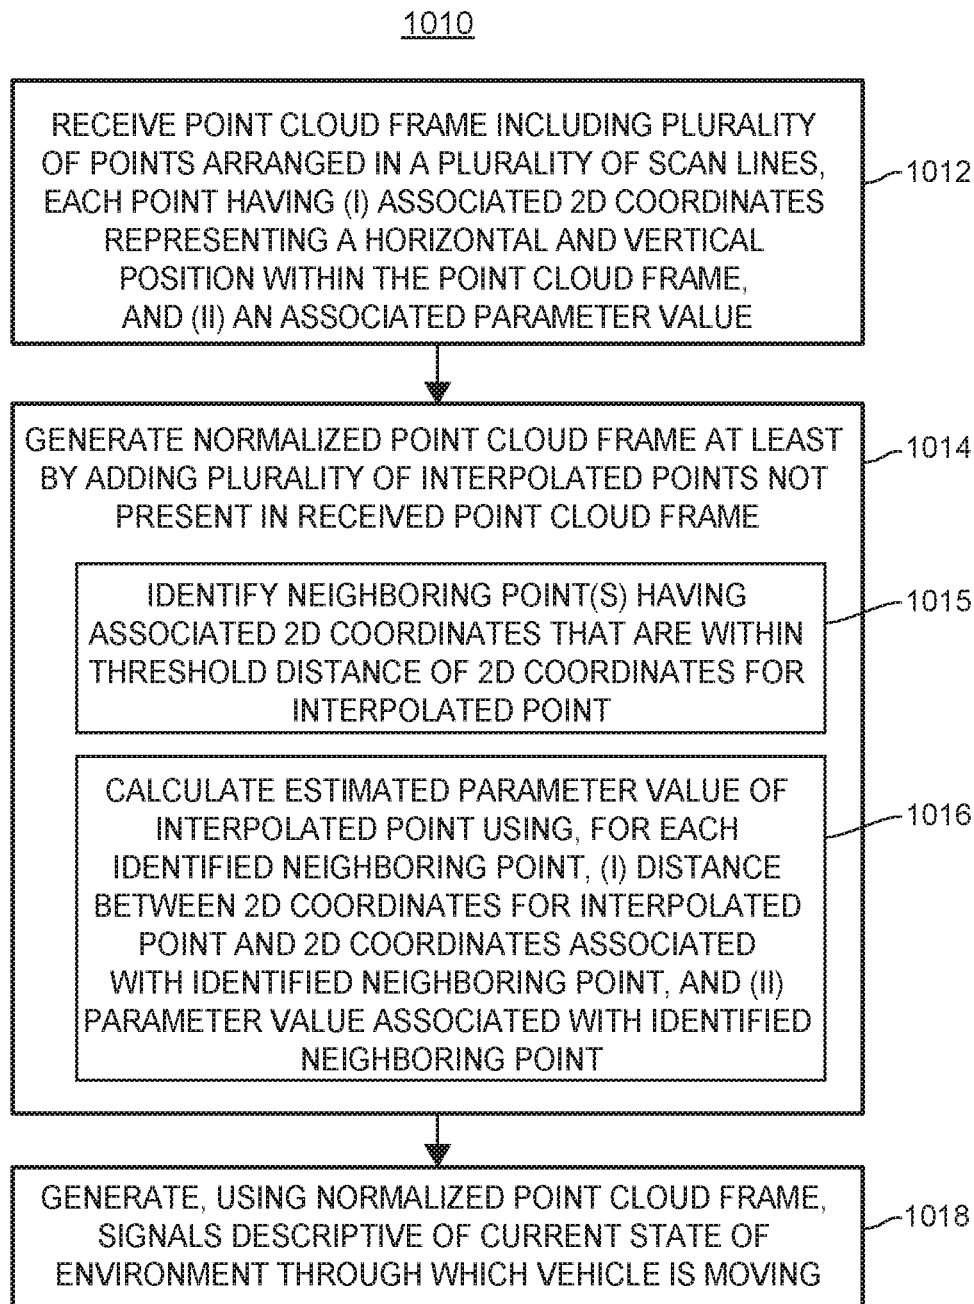 1010
RECEIVE POINT CLOUD FRAME INCLUDING PLURALITY
OF POINTS ARRANGED IN A PLURALITY OF SCAN LINES,
EACH POINT HAVING (I) ASSOCIATED 2D COORDINATES
REPRESENTING A HORIZONTAL AND VERTICAL
POSITION WITHIN THE POINT CLOUD FRAME,
AND (II) AN ASSOCIATED PARAMETER VALUE
1012
GENERATE NORMALIZED POINT CLOUD FRAME AT LEAST
BY ADDING PLURALITY OF INTERPOLATED POINTS NOT
PRESENT IN RECEIVED POINT CLOUD FRAME
1014
IDENTIFY NEIGHBORING POINT(S) HAVING
ASSOCIATED 2D COORDINATES THAT ARE WITHIN
THRESHOLD DISTANCE OF 2D COORDINATES FOR
INTERPOLATED POINT
1015
CALCULATE ESTIMATED PARAMETER VALUE OF
INTERPOLATED POINT USING, FOR EACH
IDENTIFIED NEIGHBORING POINT, (I) DISTANCE
BETWEEN 2D COORDINATES FOR INTERPOLATED
POINT AND 2D COORDINATES ASSOCIATED
WITH IDENTIFIED NEIGHBORING POINT, AND (II)
PARAMETER VALUE ASSOCIATED WITH IDENTIFIED
NEIGHBORING POINT
1016
GENERATE, USING NORMALIZED POINT CLOUD FRAME,
SIGNALS DESCRIPTIVE OF CURRENT STATE OF
ENVIRONMENT THROUGH WHICH VEHICLE IS MOVING
1018